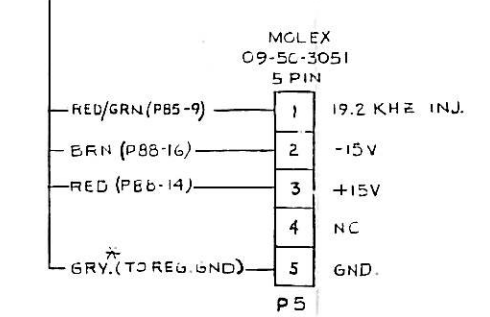 MOLEX
09-50-3051
5 PIN
RED/GRN (P85-9) 1 19.2 KHZ INJ.
BRN (P88-16) 2 -15V
RED (P86-14) 3 +15V
4 NC
*
GRY. (TO REG. GND) 5 GND.
P5